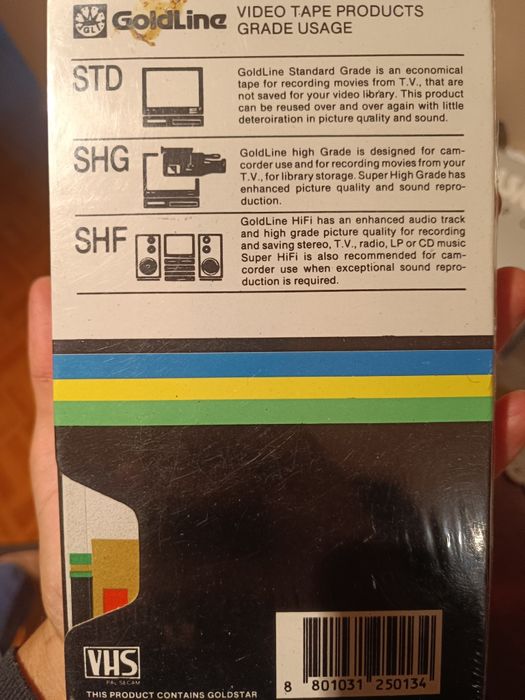 GL
GoldLine
VIDEO TAPE PRODUCTS
GRADE USAGE
STD
GoldLine Standard Grade is an economical
tape for recording movies from T.V., that are
not saved for your video library. This product
can be reused over and over again with little
deteroiration in picture quality and sound.
SHG
GoldLine high Grade is designed for cam-
corder use and for recording movies from your
T.V., for library storage. Super High Grade has
enhanced picture quality and sound repro-
duction.
SHF
GoldLine HiFi has an enhanced audio track
and high grade picture quality for recording
and saving stereo, T.V., radio, LP or CD music
Super HiFi is also recommended for cam-
corder use when exceptional sound repro-
duction is required.
VHS
PAL SECAM
THIS PRODUCT CONTAINS GOLDSTAR
8 801031 250134